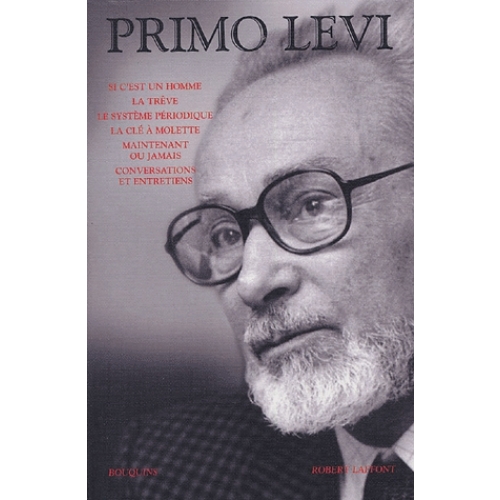 PRIMO LEVI
SI C'EST UN HOMME
LA TRÊVE
LE SYSTÈME PÉRIODIQUE
LA CLÉ À MOLETTE
MAINTENANT
OU JAMAIS
CONVERSATIONS
ET ENTRETIENS
BOUQUINS
ROBERT LAFFONT